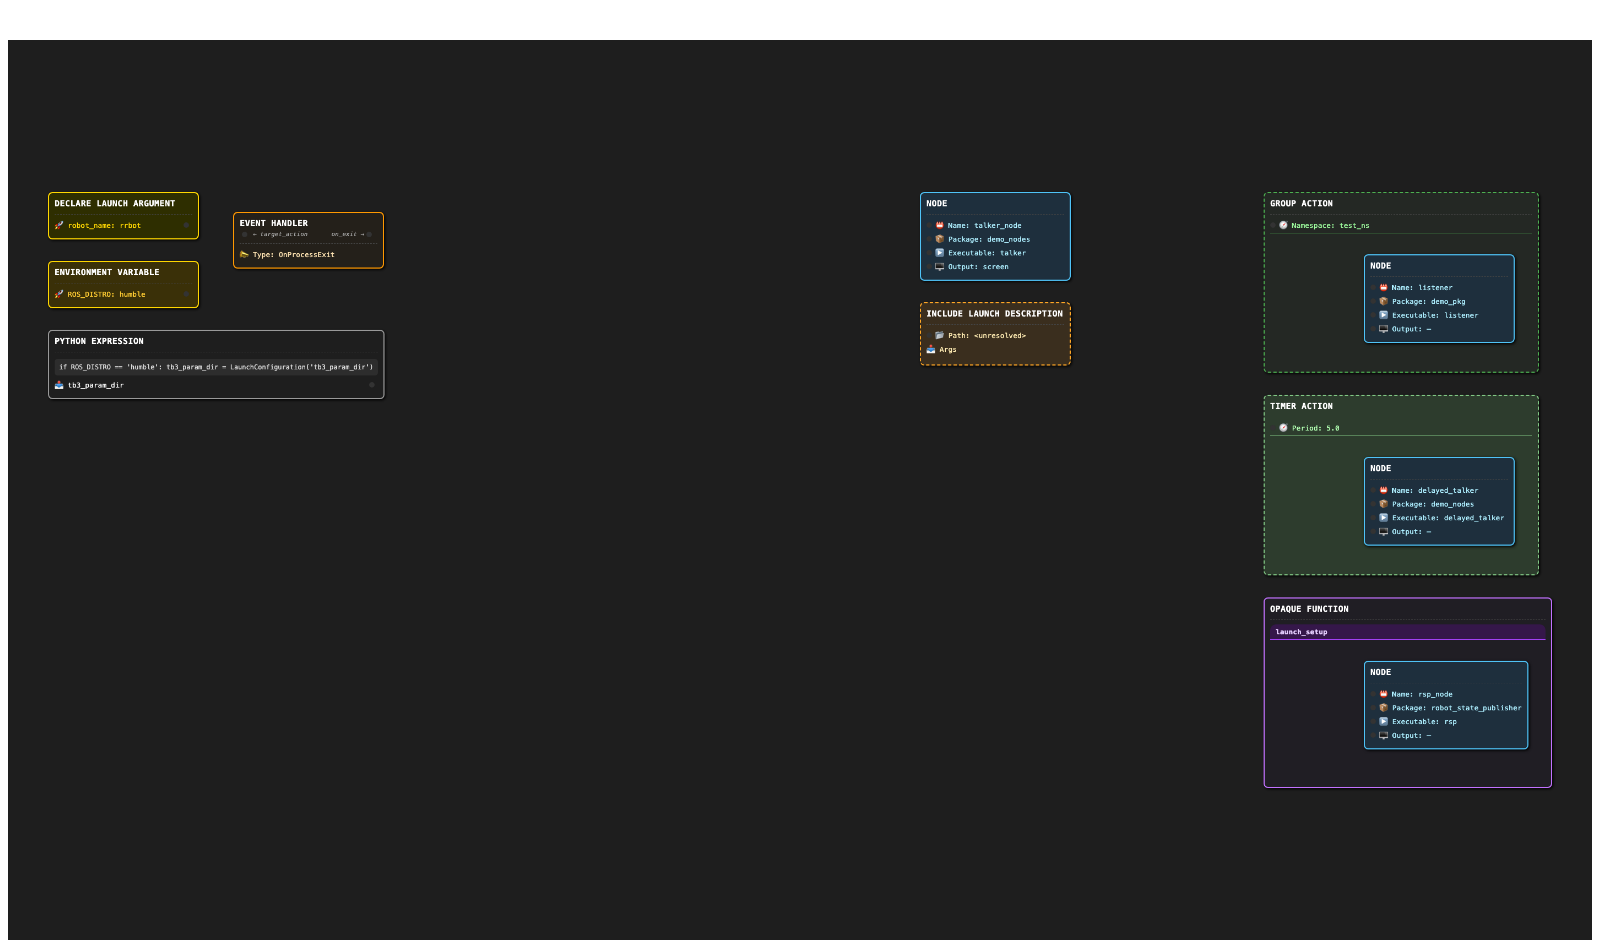 DECLARE LAUNCH ARGUMENT
robot_name: rrbot
ENVIRONMENT VARIABLE
ROS_DISTRO: humble
EVENT HANDLER
← target_action on_exit →
Type: OnProcessExit
PYTHON EXPRESSION
if ROS_DISTRO == 'humble': tb3_param_dir = LaunchConfiguration('tb3_param_dir')
tb3_param_dir
NODE
Name: talker_node
Package: demo_nodes
Executable: talker
Output: screen
INCLUDE LAUNCH DESCRIPTION
Path: <unresolved>
Args
GROUP ACTION
Namespace: test_ns
NODE
Name: listener
Package: demo_pkg
Executable: listener
Output: —
TIMER ACTION
Period: 5.0
NODE
Name: delayed_talker
Package: demo_nodes
Executable: delayed_talker
Output: —
OPAQUE FUNCTION
launch_setup
NODE
Name: rsp_node
Package: robot_state_publisher
Executable: rsp
Output: —